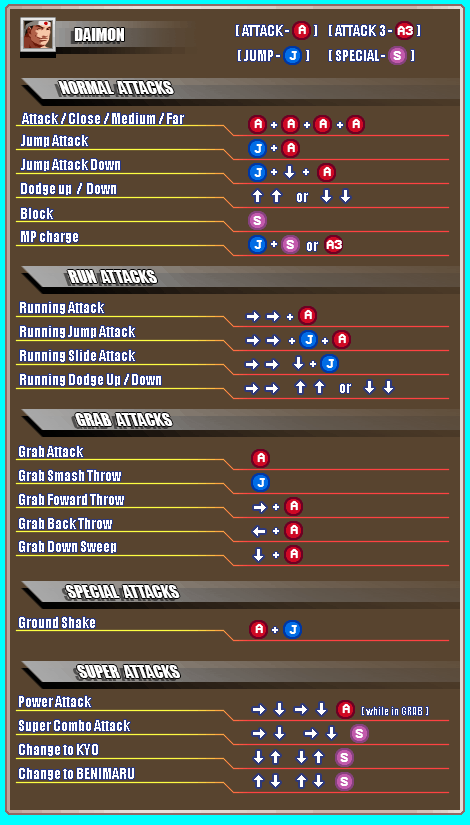 DAIMON [ ATTACK - A ] [ ATTACK 3 - A3 ]
[ JUMP - J ] [ SPECIAL - S ]
NORMAL ATTACKS
Attack / Close / Medium / Far A + A + A + A
Jump Attack J + A
Jump Attack Down J + ↓ + A
Dodge up / Down ↑ ↑ or ↓ ↓
Block S
MP charge J + S or A3
RUN ATTACKS
Running Attack → → + A
Running Jump Attack → → + J + A
Running Slide Attack → → ↓ + J
Running Dodge Up / Down → → ↑ ↑ or ↓ ↓
GRAB ATTACKS
Grab Attack A
Grab Smash Throw J
Grab Foward Throw → + A
Grab Back Throw ← + A
Grab Down Sweep ↓ + A
SPECIAL ATTACKS
Ground Shake A + J
SUPER ATTACKS
Power Attack → ↓ → ↓ A [ while in GRAB ]
Super Combo Attack → ↓ → ↓ S
Change to KYO ↓ ↑ ↓ ↑ S
Change to BENIMARU ↑ ↓ ↑ ↓ S